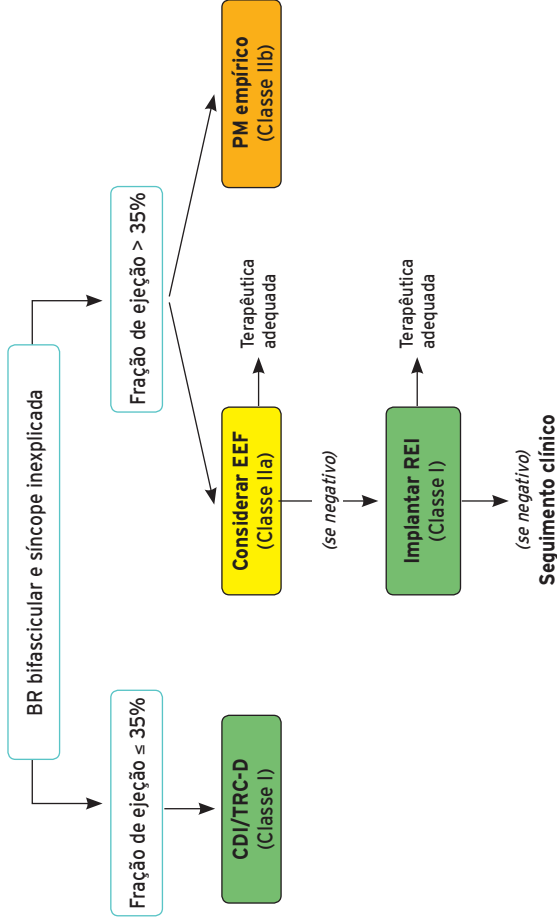 BR bifascicular e síncope inexplicada
Fração de ejeção ≤ 35%
Fração de ejeção > 35%
CDI/TRC-D
(Classe I)
Considerar EEF
(Classe IIa)
PM empírico
(Classe IIb)
Terapêutica
adequada
(se negativo)
Implantar REI
(Classe I)
Terapêutica
adequada
(se negativo)
Seguimento clínico